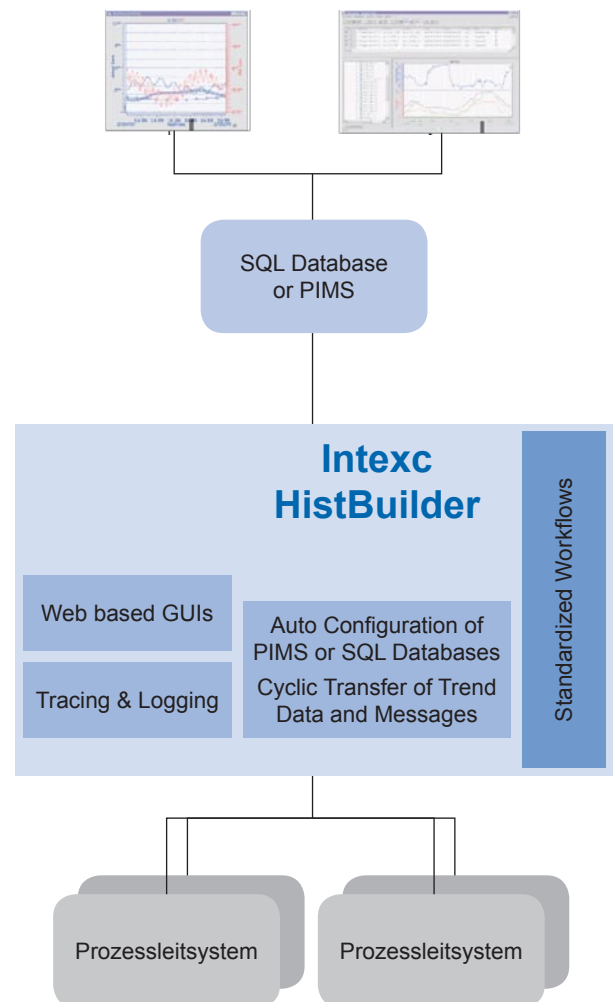 SQL Database
or PIMS
Intexc
HistBuilder
Standardized Workflows
Web based GUIs
Auto Configuration of
PIMS or SQL Databases
Tracing & Logging
Cyclic Transfer of Trend
Data and Messages
Prozessleitsystem
Prozessleitsystem